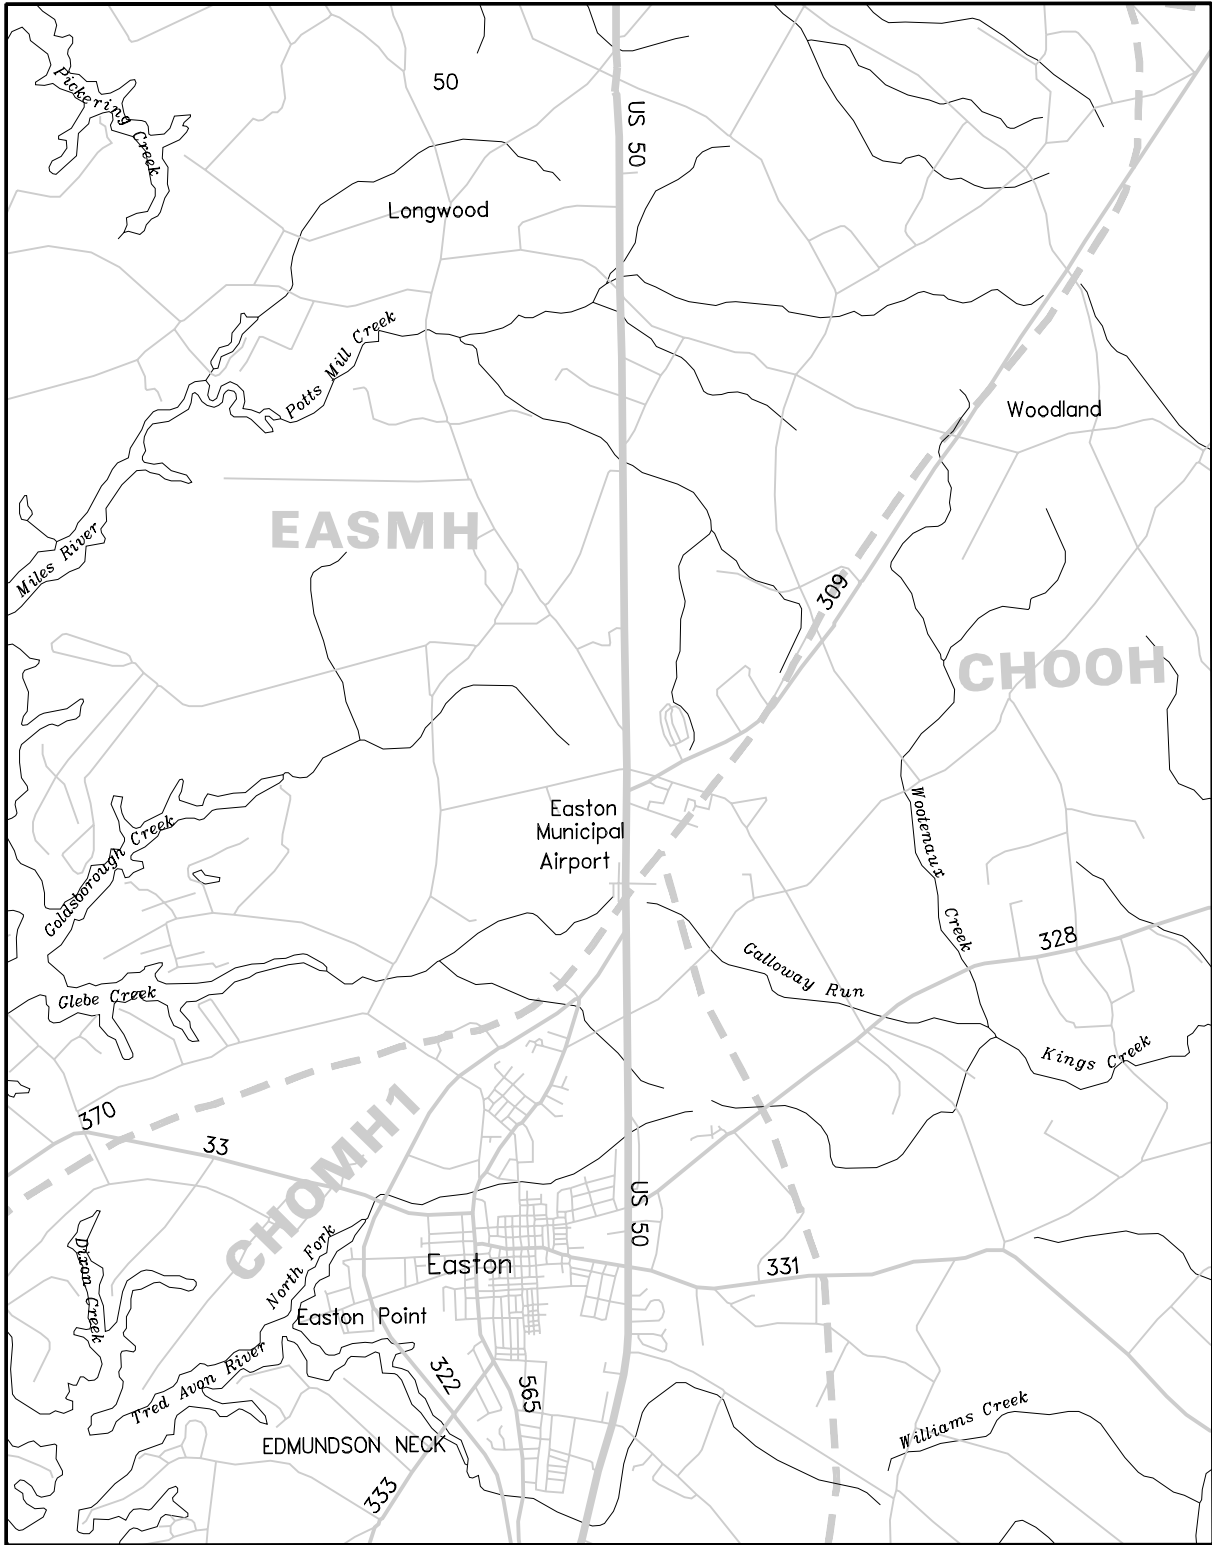 Pickering Creek
50
US 50
Longwood
Potts Mill Creek
Woodland
EASMH
Miles River
309
CHOOH
Easton
Municipal
Airport
Wootenaux Creek
Goldsborough Creek
328
Galloway Run
Glebe Creek
Kings Creek
370
33
CHOMH1
US 50
Dixon Creek
North Fork
Easton
331
Easton Point
Tred Avon River
322
565
Williams Creek
EDMUNDSON NECK
333